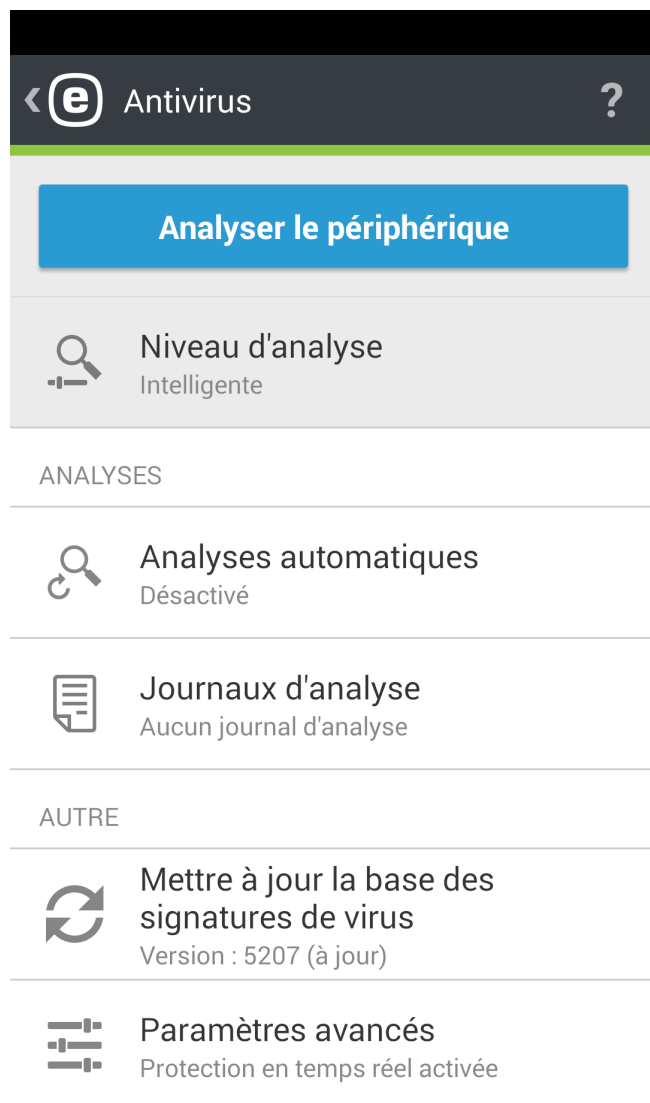 e Antivirus ?
Analyser le périphérique
Niveau d'analyse
Intelligente
ANALYSES
Analyses automatiques
Désactivé
Journaux d'analyse
Aucun journal d'analyse
AUTRE
Mettre à jour la base des
signatures de virus
Version : 5207 (à jour)
Paramètres avancés
Protection en temps réel activée